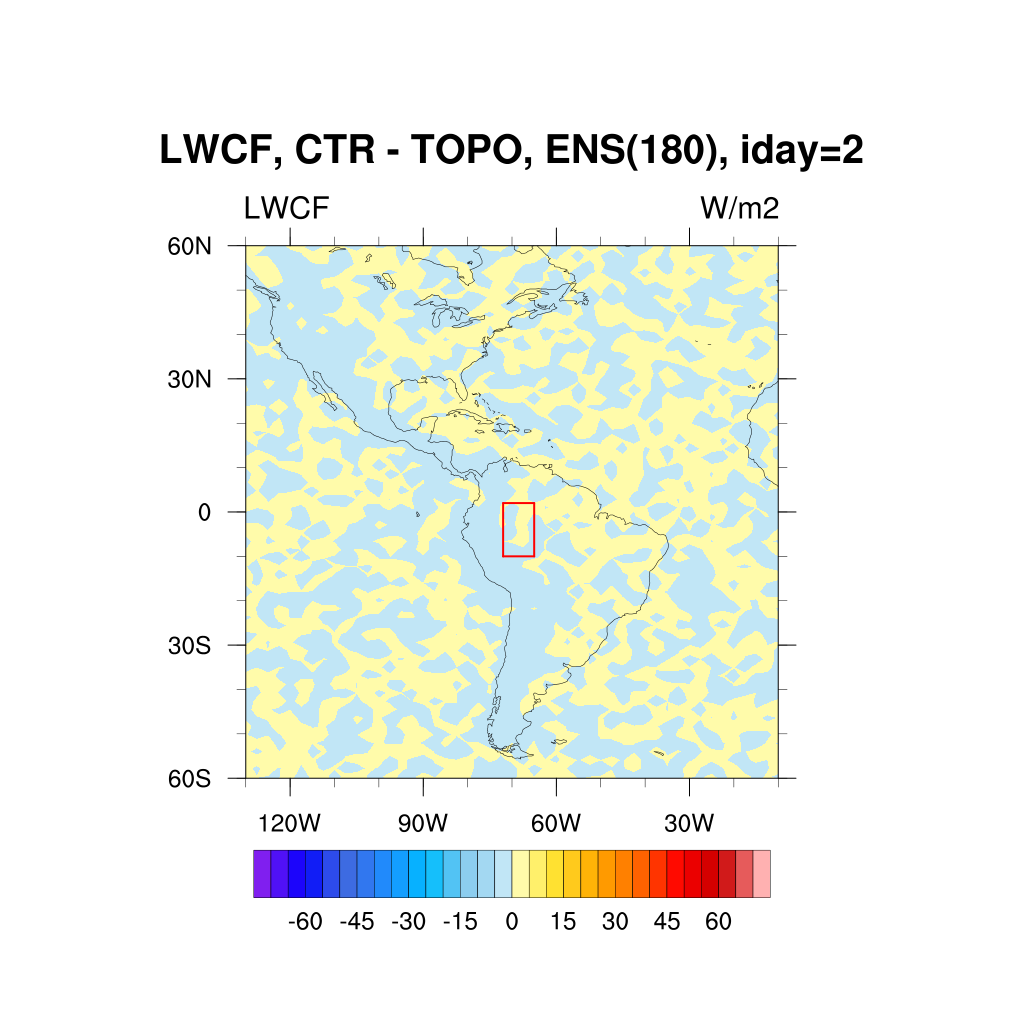 LWCF, CTR - TOPO, ENS(180), iday=2
LWCF W/m2
60N
30N
0
30S
60S
120W 90W 60W 30W
-60 -45 -30 -15 0 15 30 45 60